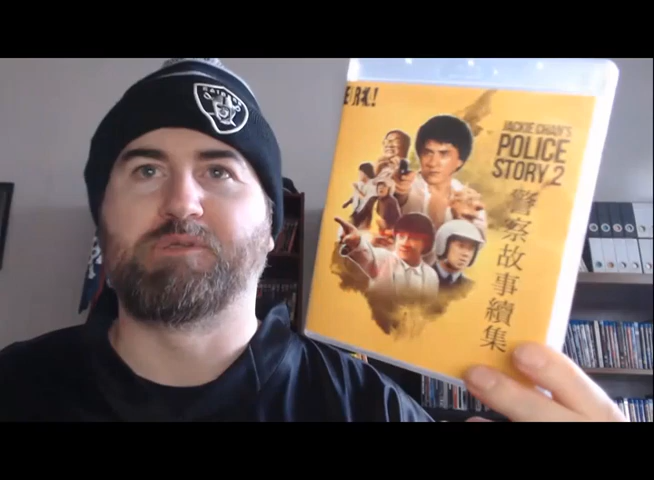 RAIDERS
JACKIE CHAN'S
POLICE
STORY 2
警察故事續集